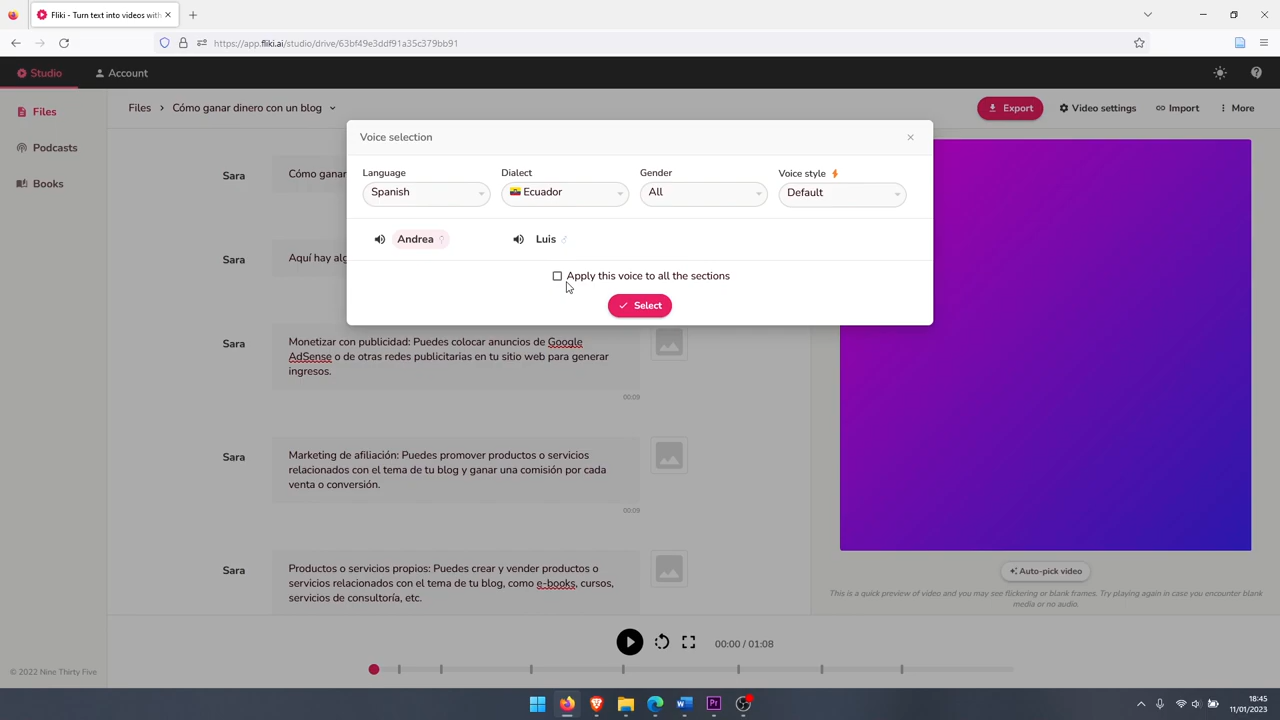 Fliki - Turn text into videos with
https://app.fliki.ai/studio/drive/63bf49e3ddf91a35c379bb91
Studio
Account
Files
Podcasts
Books
Files > Cómo ganar dinero con un blog
Export
Video settings
Import
More
Voice selection
Language
Dialect
Gender
Voice style
Spanish
Ecuador
All
Default
Andrea
Luis
Apply this voice to all the sections
Select
Sara
Cómo ganar
Sara
Aquí hay alg
Sara
Monetizar con publicidad: Puedes colocar anuncios de Google
AdSense o de otras redes publicitarias en tu sitio web para generar
ingresos.
00:09
Sara
Marketing de afiliación: Puedes promover productos o servicios
relacionados con el tema de tu blog y ganar una comisión por cada
venta o conversión.
00:09
Sara
Productos o servicios propios: Puedes crear y vender productos o
servicios relacionados con el tema de tu blog, como e-books, cursos,
servicios de consultoría, etc.
Auto-pick video
This is a quick preview of video and you may see flickering or blank frames. Try playing again in case you encounter blank
media or no audio.
00:00 / 01:08
© 2022 Nine Thirty Five
18:45
11/01/2023